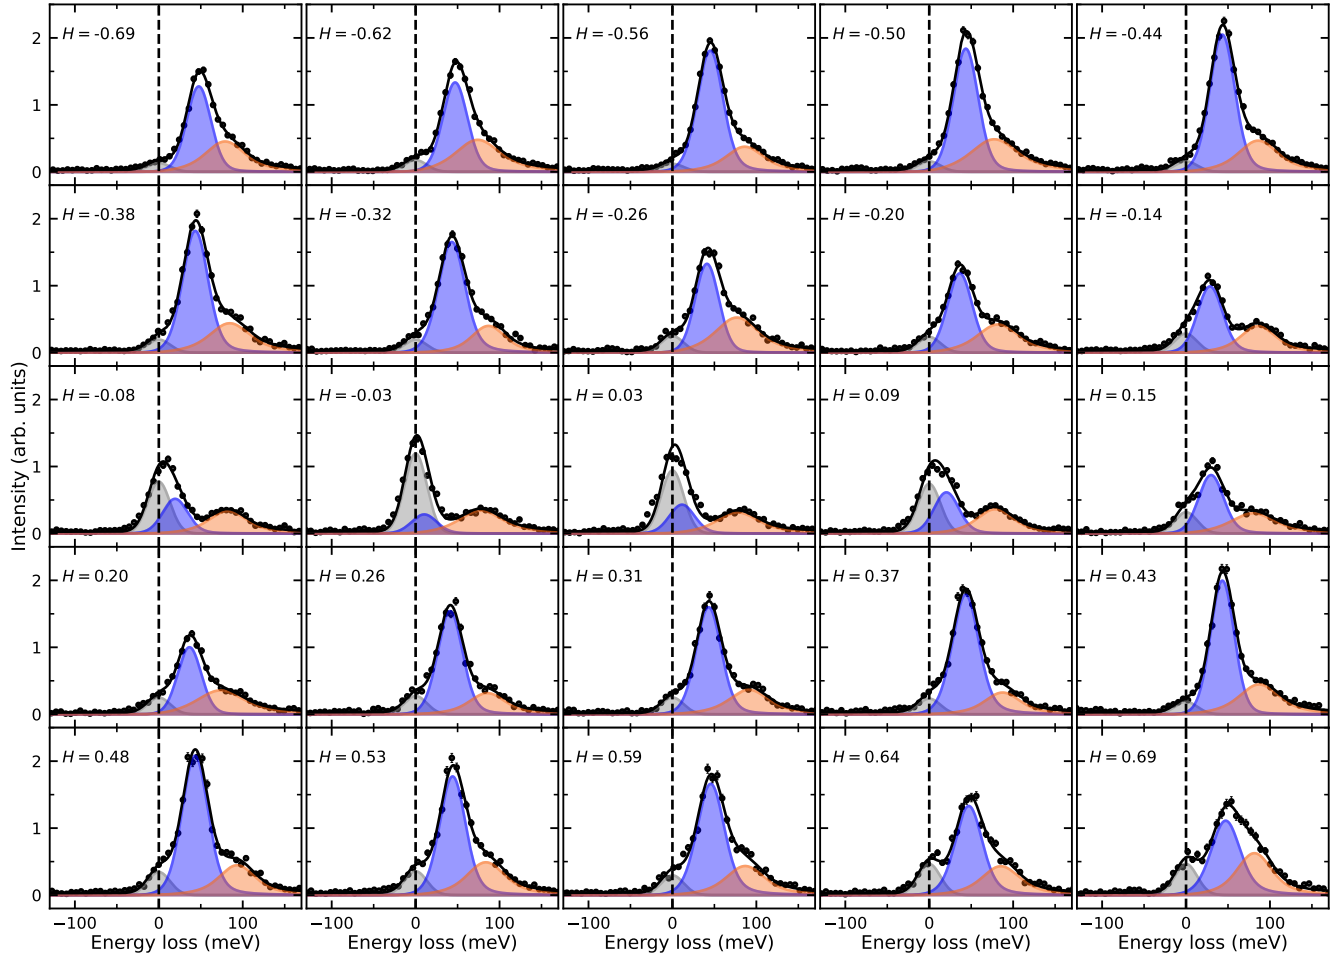 H = -0.69
H = -0.62
H = -0.56
H = -0.50
H = -0.44
2
1
0
H = -0.38
H = -0.32
H = -0.26
H = -0.20
H = -0.14
2
1
0
H = -0.08
H = -0.03
H = 0.03
H = 0.09
H = 0.15
2
1
0
Intensity (arb. units)
H = 0.20
H = 0.26
H = 0.31
H = 0.37
H = 0.43
2
1
0
H = 0.48
H = 0.53
H = 0.59
H = 0.64
H = 0.69
2
1
0
−100 0 100 −100 0 100 −100 0 100 −100 0 100 −100 0 100
Energy loss (meV) Energy loss (meV) Energy loss (meV) Energy loss (meV) Energy loss (meV)